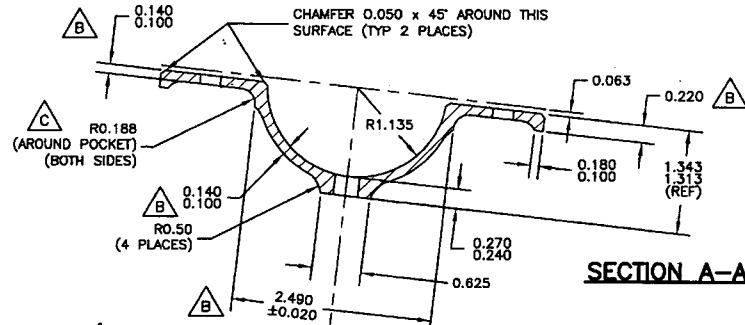 B
0.140
0.100
CHAMFER 0.050 x 45° AROUND THIS
SURFACE (TYP 2 PLACES)
0.063
0.220
B
C
R0.188
(AROUND POCKET)
(BOTH SIDES)
R1.135
0.180
0.100
1.343
1.313
(REF)
B
0.140
0.100
R0.50
(4 PLACES)
0.270
0.240
0.625
SECTION A-A
B
2.490
±0.020